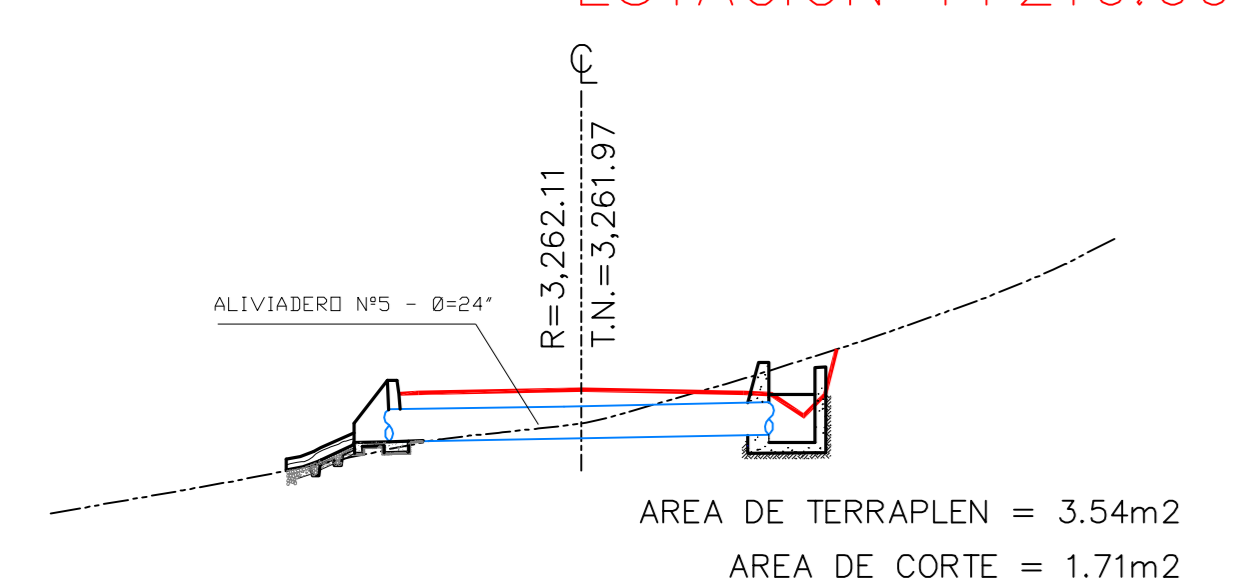 ℄
R=3,262.11
T.N.=3,261.97
ALIVIADERO Nº5 - Ø=24"
AREA DE TERRAPLEN = 3.54m2
AREA DE CORTE = 1.71m2